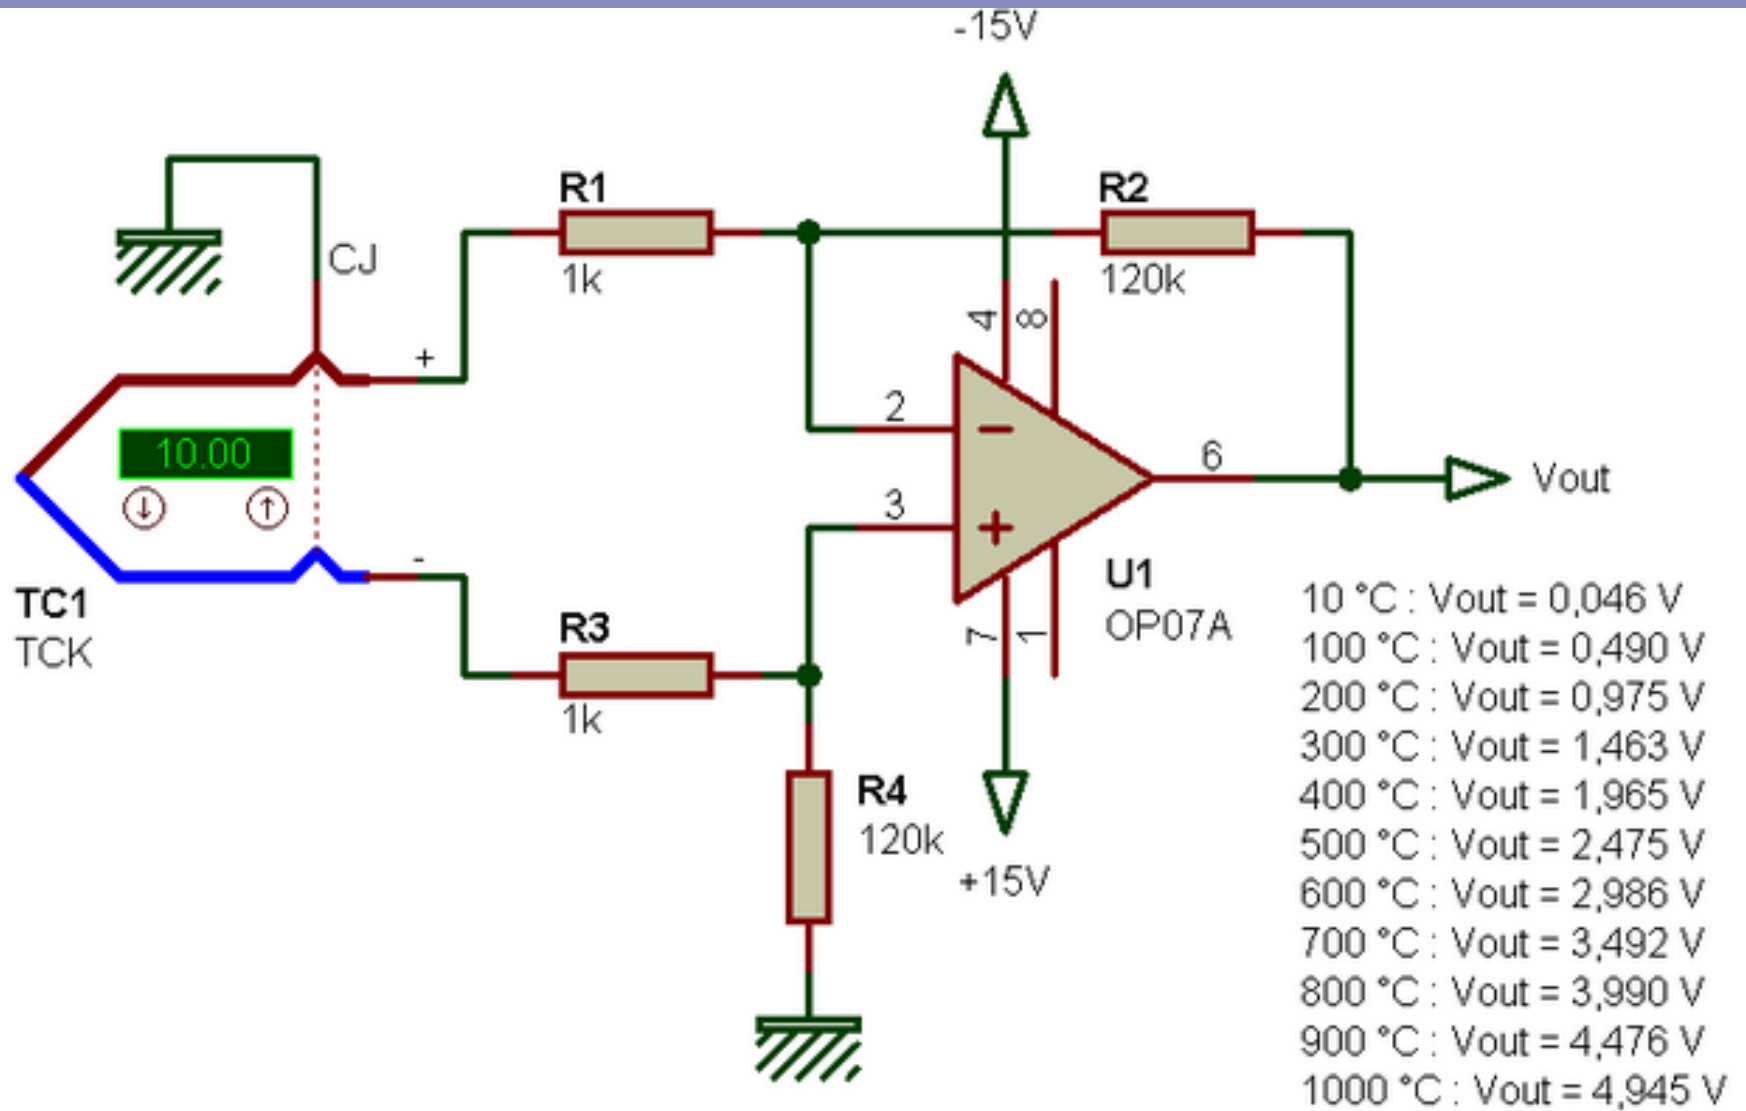 -15V
R1
R2
CJ
1k
120k
+
4
8
2
10.00
3
6
Vout
-
TC1
TCK
R3
7
1
U1
OP07A
1k
R4
120k
+15V
10 °C : Vout = 0,046 V
100 °C : Vout = 0,490 V
200 °C : Vout = 0,975 V
300 °C : Vout = 1,463 V
400 °C : Vout = 1,965 V
500 °C : Vout = 2,475 V
600 °C : Vout = 2,986 V
700 °C : Vout = 3,492 V
800 °C : Vout = 3,990 V
900 °C : Vout = 4,476 V
1000 °C : Vout = 4,945 V